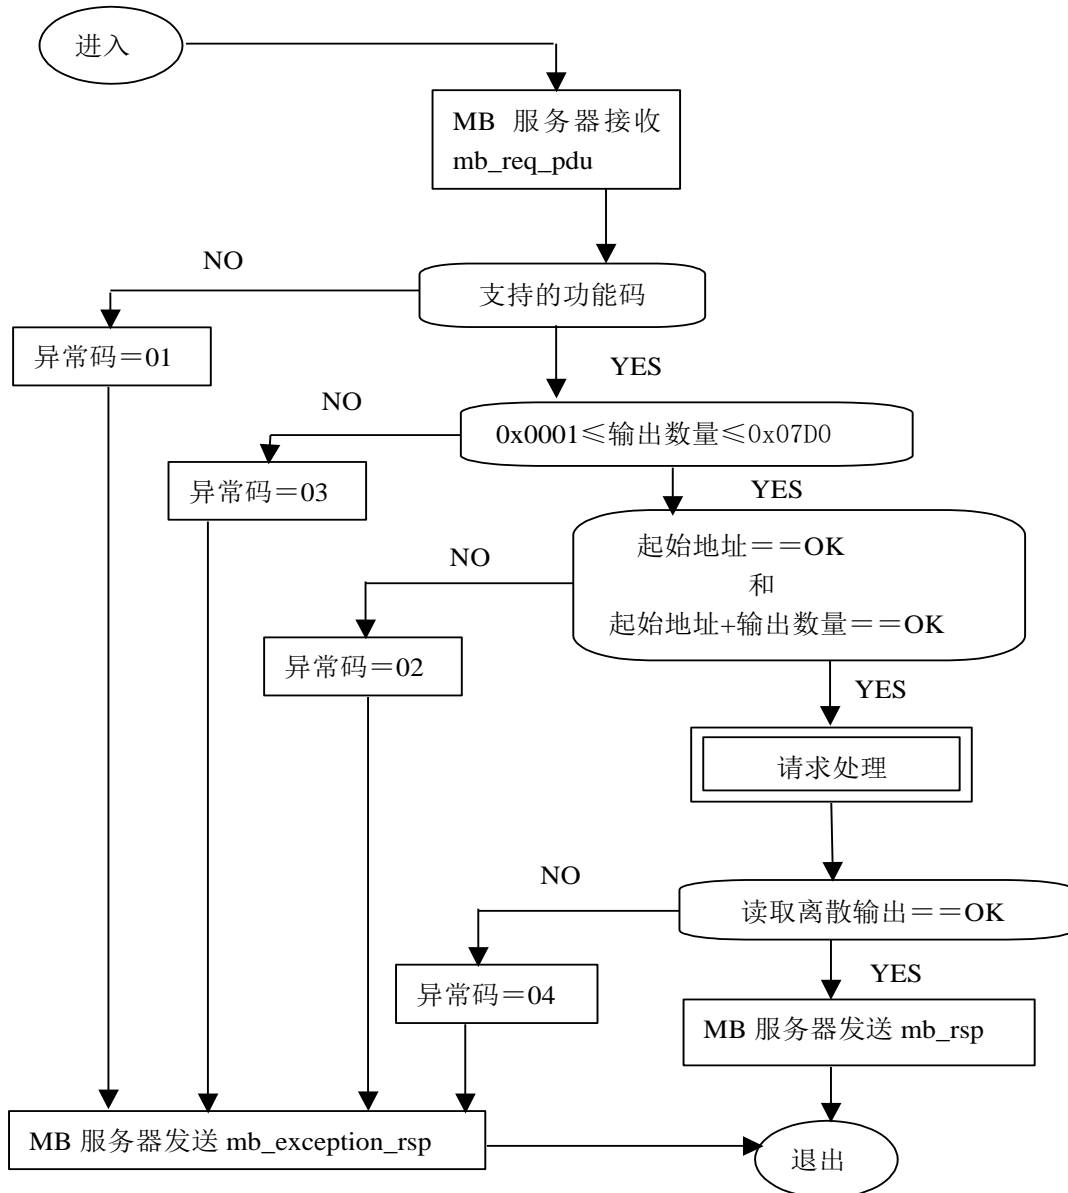 进入
MB 服务器接收
mb_req_pdu
NO
支持的功能码
异常码＝01
YES
NO
0x0001≤输出数量≤0x07D0
异常码＝03
YES
起始地址＝＝OK
NO
和
起始地址+输出数量＝＝OK
异常码＝02
YES
请求处理
NO
读取离散输出＝＝OK
YES
异常码＝04
MB 服务器发送 mb_rsp
MB 服务器发送 mb_exception_rsp
退出